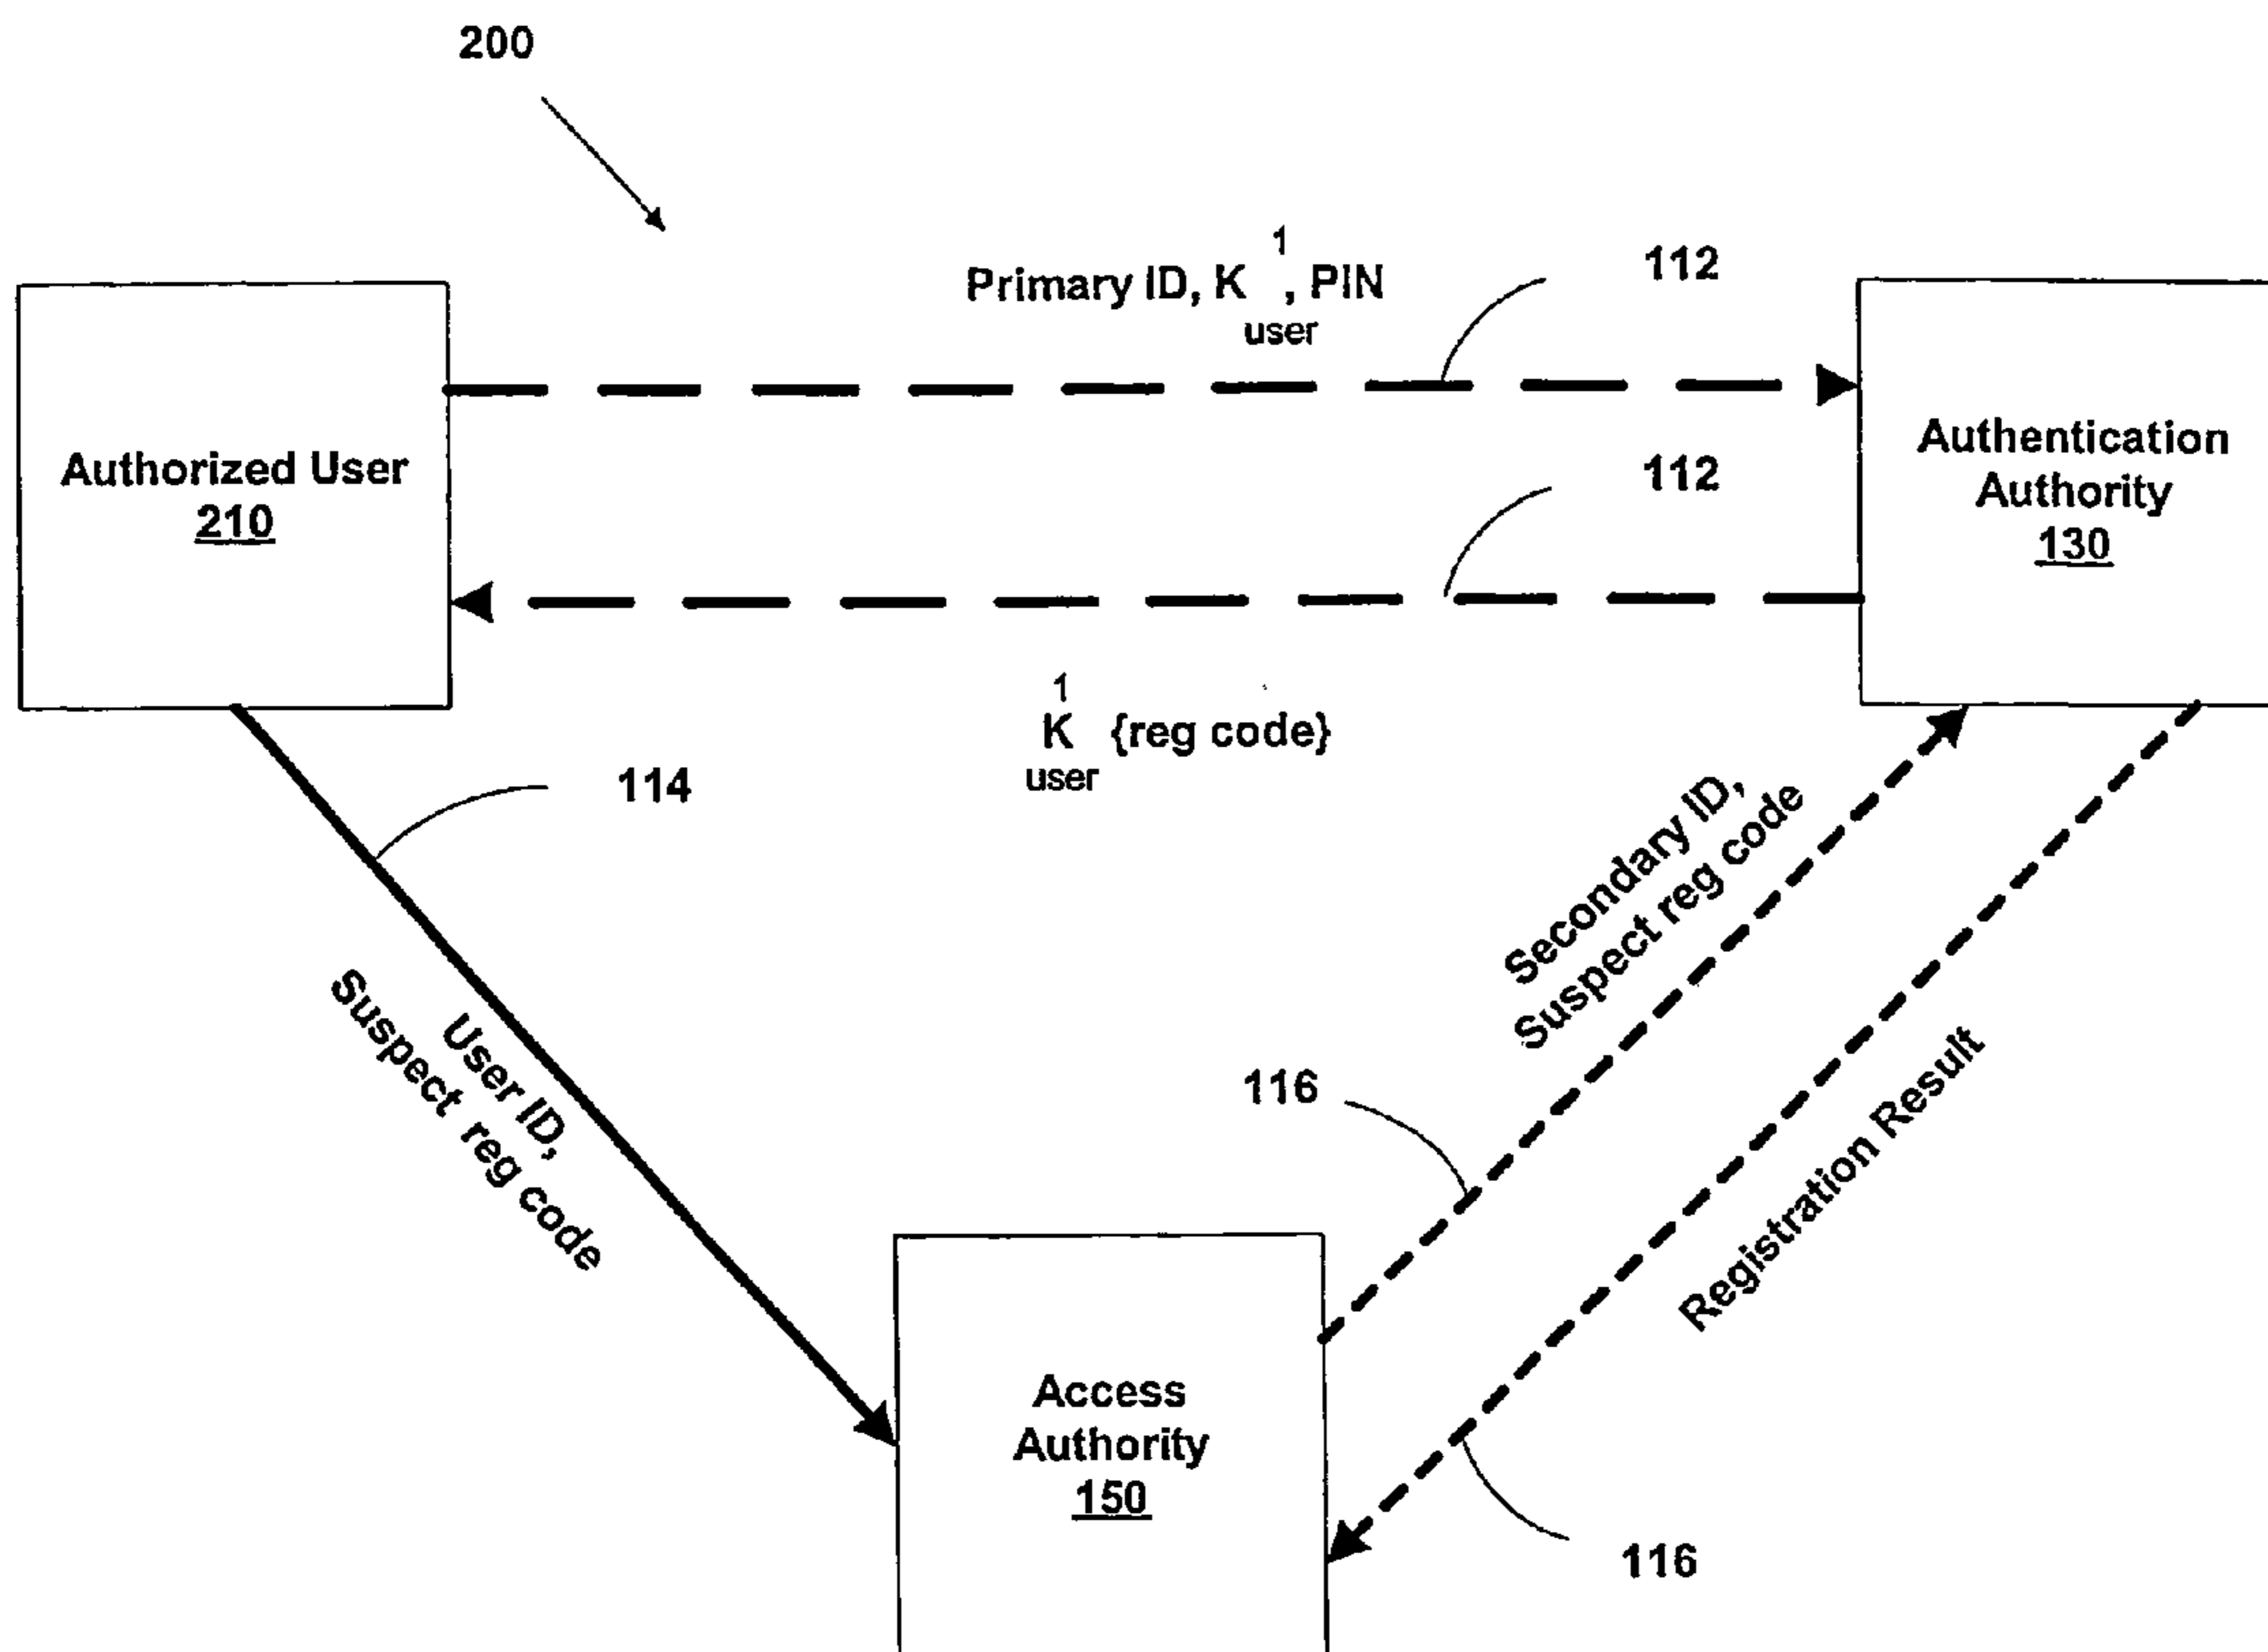 200
1
Primary ID, K , PIN
user
112
Authorized User
210
Authentication
Authority
130
112
1
K {reg code}
user
114
Secondary ID,
Suspect reg code
User ID,
suspect reg code
116
Registration Result
Access
Authority
150
116